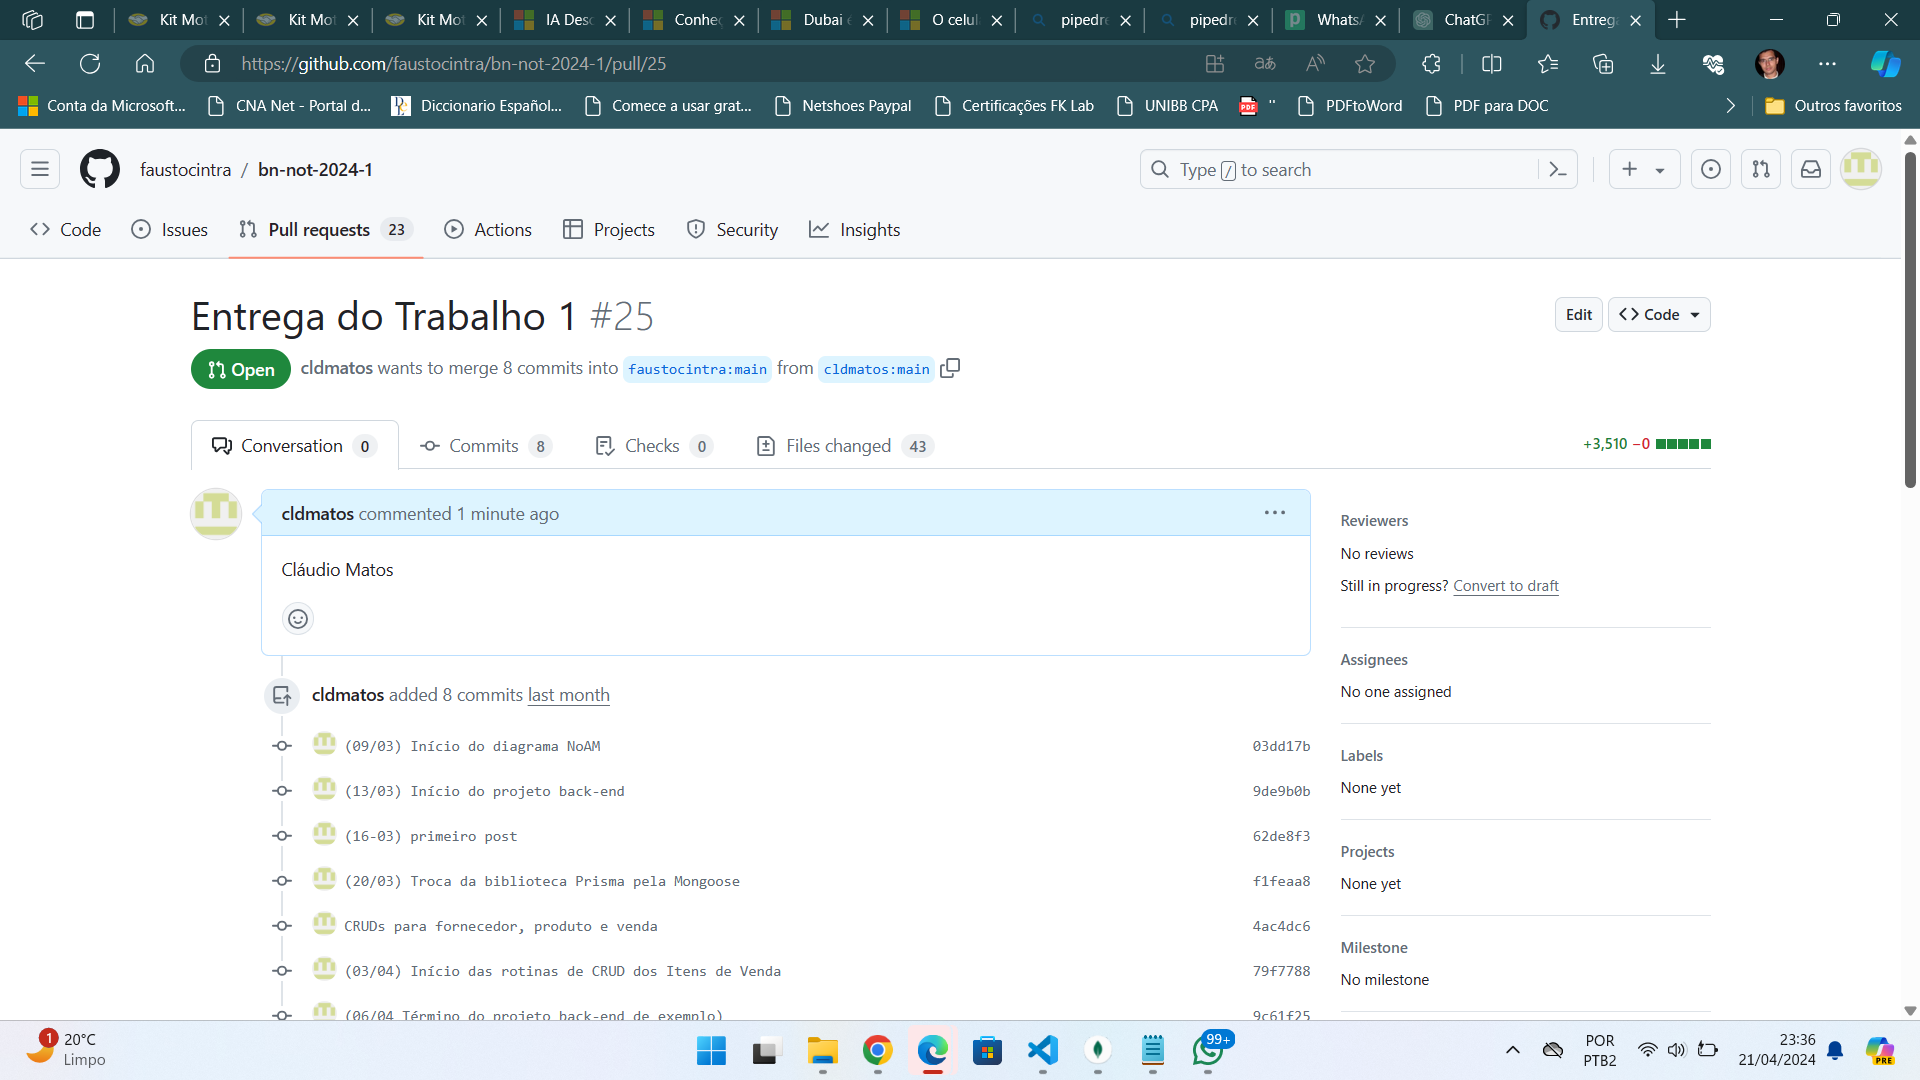 Kit Mot
Kit Mot
Kit Mot
IA Desc
Conheç
Dubai é
O celula
pipedre
pipedre
WhatsA
ChatGP
Entrega
https://github.com/faustocintra/bn-not-2024-1/pull/25
Conta da Microsoft...
CNA Net - Portal d...
Diccionario Español...
Comece a usar grat...
Netshoes Paypal
Certificações FK Lab
UNIBB CPA
PDF
"
PDFtoWord
PDF para DOC
Outros favoritos
faustocintra / bn-not-2024-1
Type / to search
Code
Issues
Pull requests 23
Actions
Projects
Security
Insights
Entrega do Trabalho 1 #25
Edit
<> Code
Open
cldmatos wants to merge 8 commits into faustocintra:main from cldmatos:main
Conversation 0
Commits 8
Checks 0
Files changed 43
+3,510 −0
cldmatos commented 1 minute ago
Cláudio Matos
cldmatos added 8 commits last month
(09/03) Início do diagrama NoAM 03dd17b
(13/03) Início do projeto back-end 9de9b0b
(16-03) primeiro post 62de8f3
(20/03) Troca da biblioteca Prisma pela Mongoose f1feaa8
CRUDs para fornecedor, produto e venda 4ac4dc6
(03/04) Início das rotinas de CRUD dos Itens de Venda 79f7788
(06/04 Término do projeto back-end de exemplo) 9c61f25
Reviewers
No reviews
Still in progress? Convert to draft
Assignees
No one assigned
Labels
None yet
Projects
None yet
Milestone
No milestone
1
20°C
Limpo
99+
POR
PTB2
23:36
21/04/2024
PRE